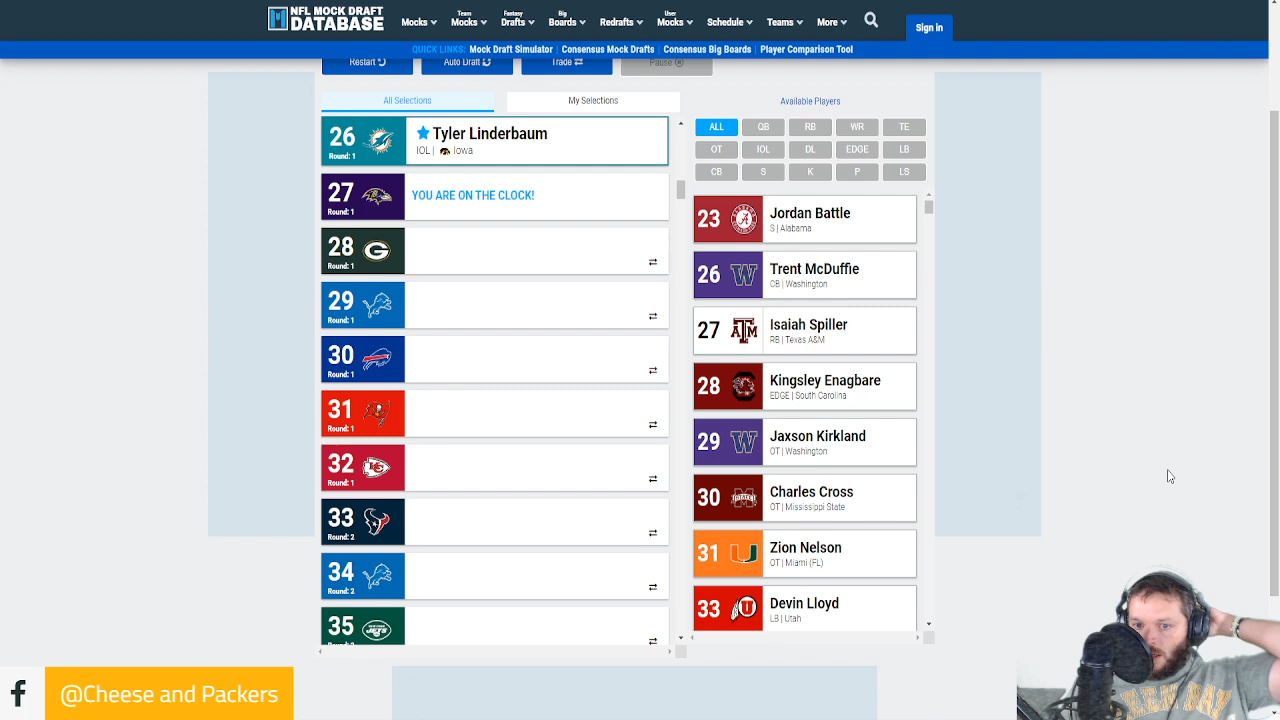 NFL MOCK DRAFT
DATABASE
Mocks
Team
Mocks
Fantasy
Drafts
Big
Boards
Redrafts
User
Mocks
Schedule
Teams
More
Sign in
QUICK LINKS: Mock Draft Simulator Consensus Mock Drafts Consensus Big Boards Player Comparison Tool
Restart Auto Draft Trade Pause
All Selections My Selections
Available Players
ALL QB RB WR TE
OT IOL DL EDGE LB
CB S K P LS
26 Tyler Linderbaum
Round: 1 IOL | Iowa
27 YOU ARE ON THE CLOCK!
Round: 1
28
Round: 1
29
Round: 1
30
Round: 1
31
Round: 1
32
Round: 1
33
Round: 2
34
Round: 2
35
23 Jordan Battle
S | Alabama
26 Trent McDuffie
CB | Washington
27 Isaiah Spiller
RB | Texas A&M
28 Kingsley Enagbare
EDGE | South Carolina
29 Jaxson Kirkland
OT | Washington
30 Charles Cross
OT | Mississippi State
31 Zion Nelson
OT | Miami (FL)
33 Devin Lloyd
LB | Utah
@Cheese and Packers